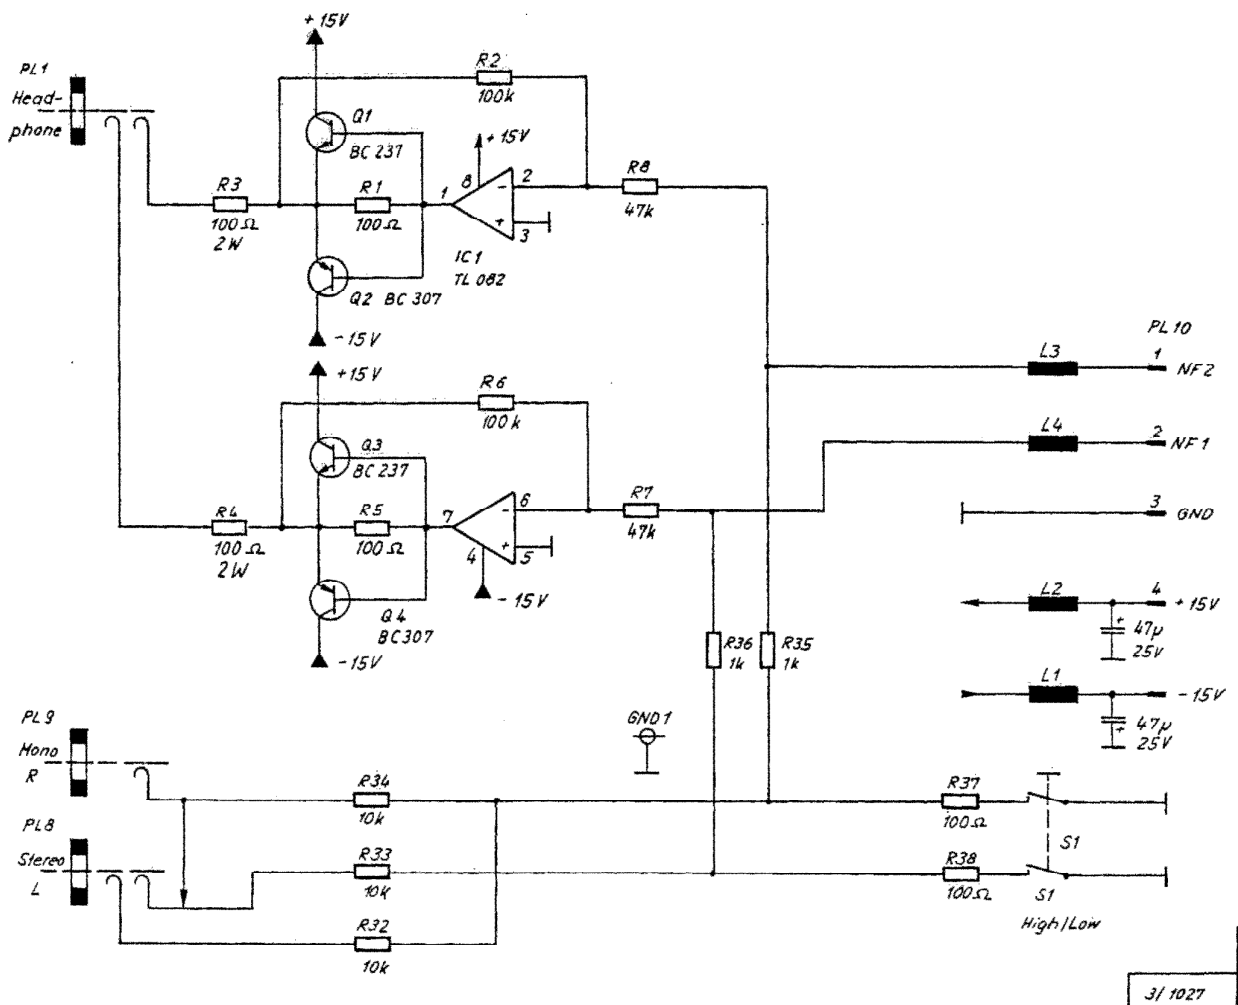 +15V
PL1
Head-
phone
R2
100k
Q1
BC 237
+15V
8
2
-
R8
47k
R3
100Ω
2W
R1
100Ω
1
+
3
IC1
TL 082
Q2 BC 307
-15V
PL10
L3
1
NF2
+15V
R6
100k
L4
2
NF1
Q3
BC 237
R4
100Ω
2W
R5
100Ω
7
6
-
+
5
4
-15V
R7
47k
3
GND
Q4
BC307
-15V
L2
4
+15V
+
47µ
25V
R36
1k
R35
1k
L1
-15V
+
47µ
25V
GND1
PL9
Mono
R
R34
10k
R37
100Ω
PL8
Stereo
L
R33
10k
R38
100Ω
S1
S1
High/Low
R32
10k
3/1027